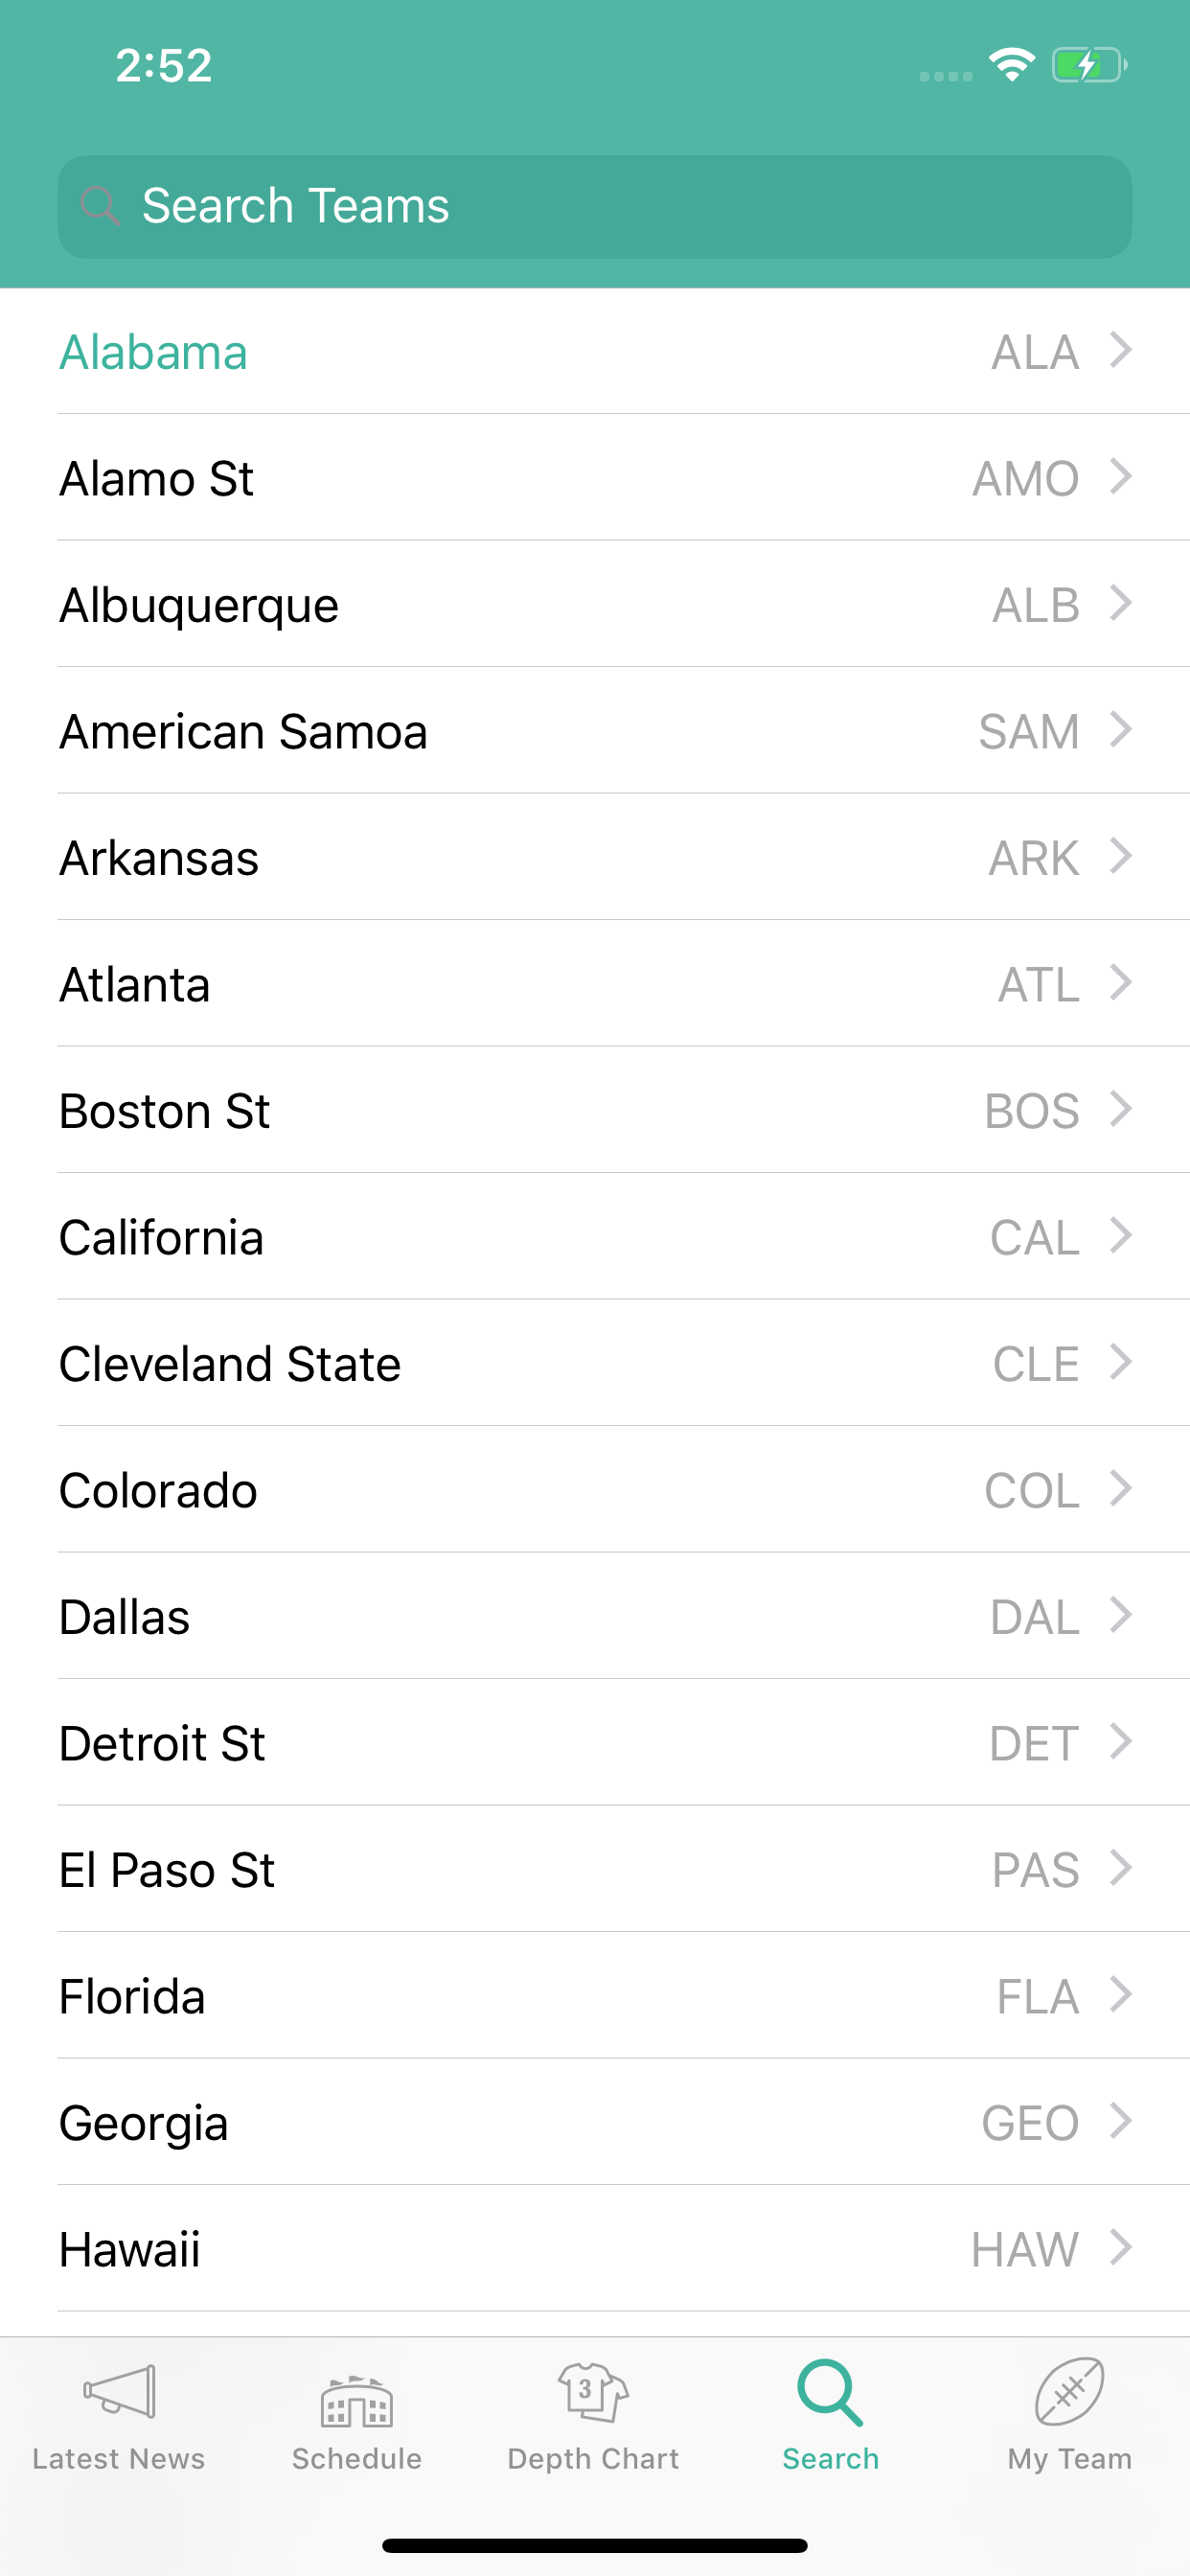 2:52
Search Teams
Alabama ALA
Alamo St AMO
Albuquerque ALB
American Samoa SAM
Arkansas ARK
Atlanta ATL
Boston St BOS
California CAL
Cleveland State CLE
Colorado COL
Dallas DAL
Detroit St DET
El Paso St PAS
Florida FLA
Georgia GEO
Hawaii HAW
3
Latest News Schedule Depth Chart Search My Team